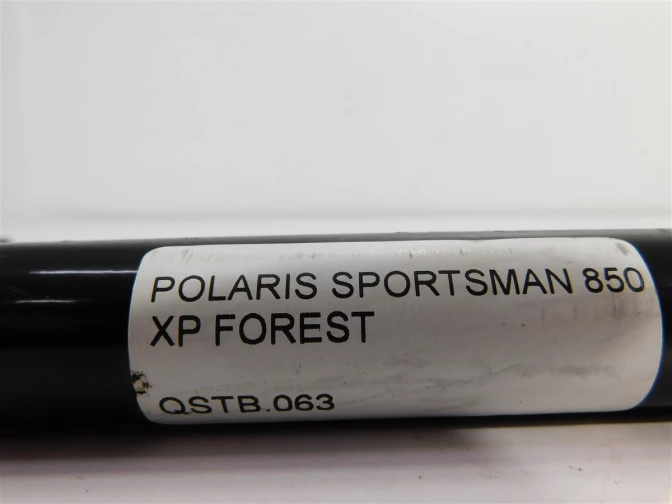 POLARIS SPORTSMAN 850
XP FOREST
QSTB.063